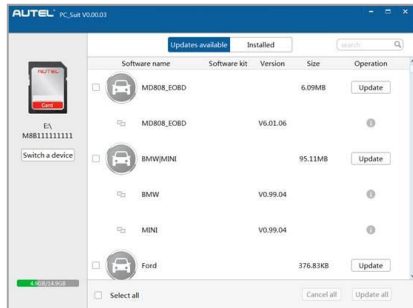 AUTEL PC_Suit V0.00.03
Updates available Installed
search
Software name Software kit Version Size Operation
AUTEL
Card
E:\
M8B111111111
Switch a device
4.9GB/14.9GB
MD808_EOBD 6.09MB Update
MD808_EOBD V6.01.06
BMW|MINI 95.11MB Update
BMW V0.99.04
MINI V0.99.04
Ford 376.83KB Update
Select all Cancel all Update all